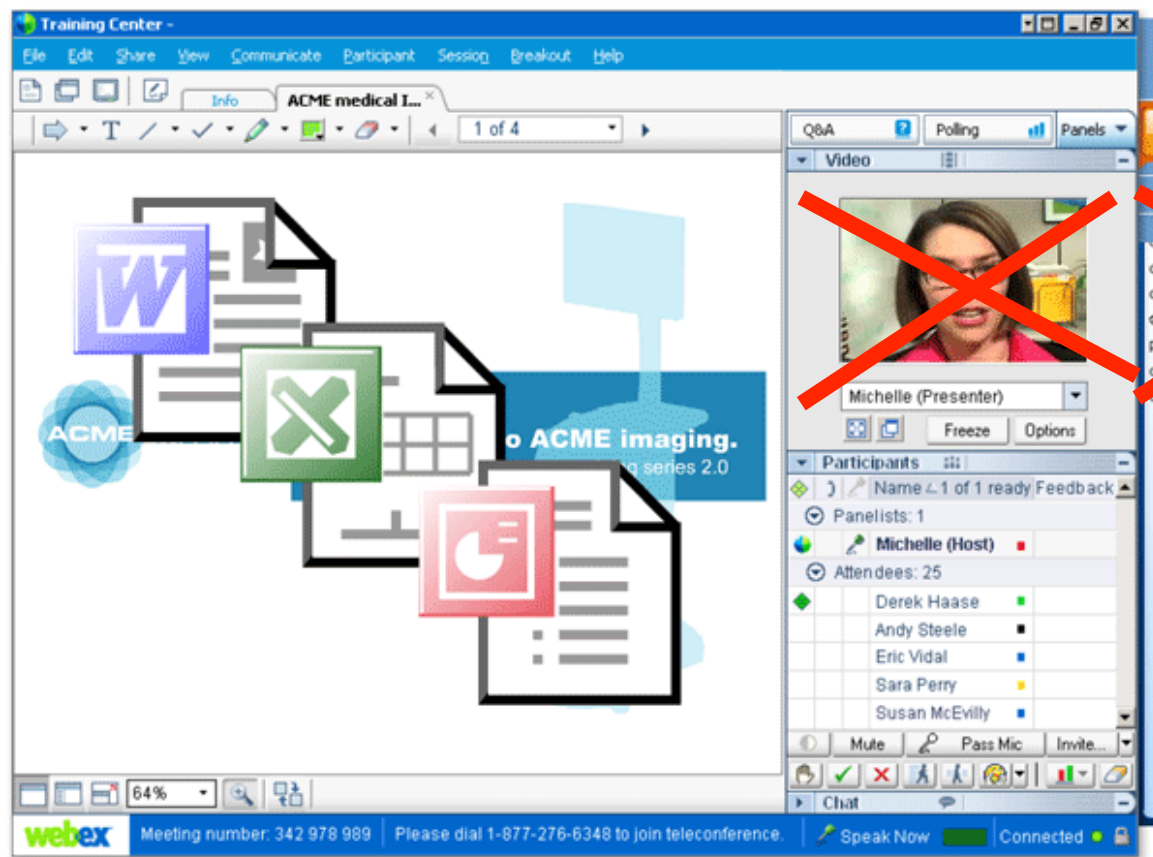 Training Center -
File Edit Share View Communicate Participant Session Breakout Help
Info ACME medical I... ×
T 1 of 4
Q&A ? Polling Panels
Video
W
X
ACME
o ACME imaging.
series 2.0
Michelle (Presenter)
Freeze Options
Participants
Name 1 of 1 ready Feedback
Panelists: 1
Michelle (Host)
Attendees: 25
Derek Haase
Andy Steele
Eric Vidal
Sara Perry
Susan McEvilly
Mute Pass Mic Invite...
64%
Chat
webex Meeting number: 342 978 989 Please dial 1-877-276-6348 to join teleconference. Speak Now Connected